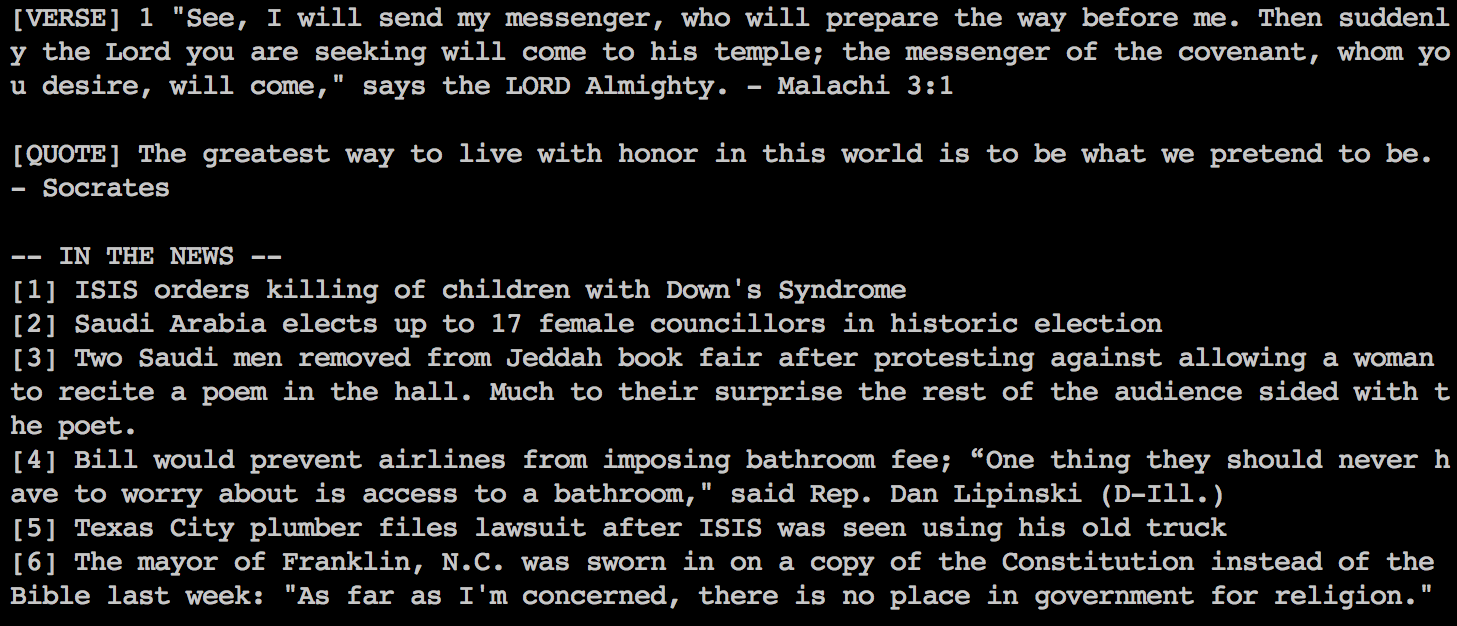 [VERSE] 1 "See, I will send my messenger, who will prepare the way before me. Then suddenl
y the Lord you are seeking will come to his temple; the messenger of the covenant, whom yo
u desire, will come," says the LORD Almighty. - Malachi 3:1
[QUOTE] The greatest way to live with honor in this world is to be what we pretend to be.
- Socrates
-- IN THE NEWS --
[1] ISIS orders killing of children with Down's Syndrome
[2] Saudi Arabia elects up to 17 female councillors in historic election
[3] Two Saudi men removed from Jeddah book fair after protesting against allowing a woman
to recite a poem in the hall. Much to their surprise the rest of the audience sided with t
he poet.
[4] Bill would prevent airlines from imposing bathroom fee; “One thing they should never h
ave to worry about is access to a bathroom," said Rep. Dan Lipinski (D-Ill.)
[5] Texas City plumber files lawsuit after ISIS was seen using his old truck
[6] The mayor of Franklin, N.C. was sworn in on a copy of the Constitution instead of the
Bible last week: "As far as I'm concerned, there is no place in government for religion."